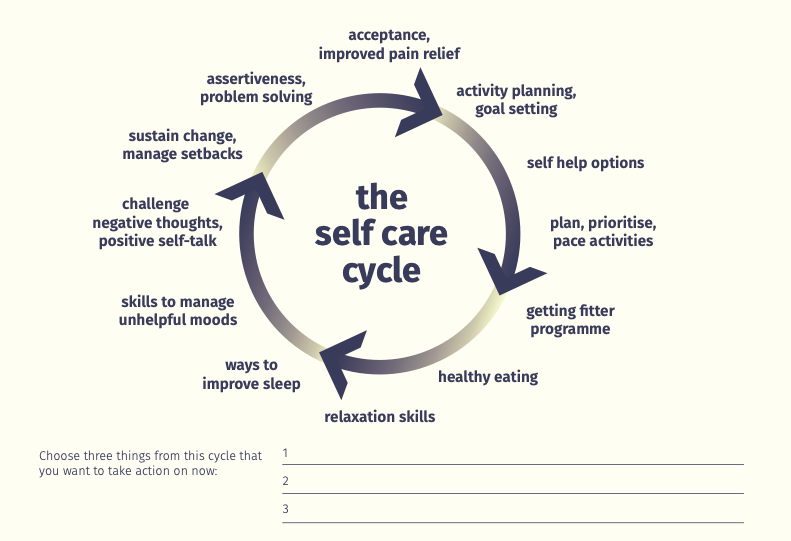 the
self care
cycle
acceptance,
improved pain relief
activity planning,
goal setting
self help options
plan, prioritise,
pace activities
getting fitter
programme
healthy eating
relaxation skills
ways to
improve sleep
skills to manage
unhelpful moods
challenge
negative thoughts,
positive self-talk
sustain change,
manage setbacks
assertiveness,
problem solving
Choose three things from this cycle that
you want to take action on now:
1
2
3